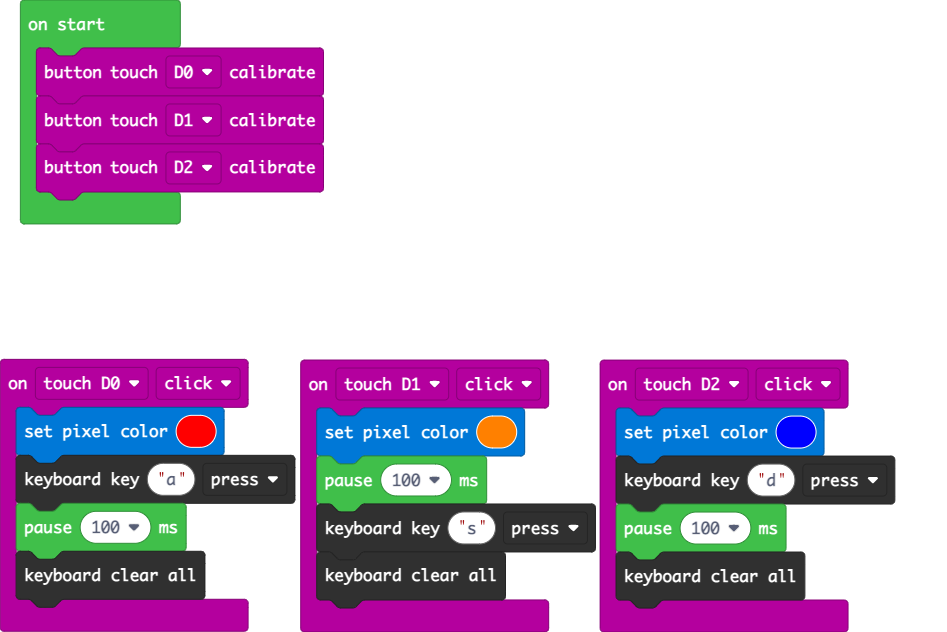 on start
button touch D0 calibrate
button touch D1 calibrate
button touch D2 calibrate
on touch D0 click
set pixel color
keyboard key "a" press
pause 100 ms
keyboard clear all
on touch D1 click
set pixel color
pause 100 ms
keyboard key "s" press
keyboard clear all
on touch D2 click
set pixel color
keyboard key "d" press
pause 100 ms
keyboard clear all